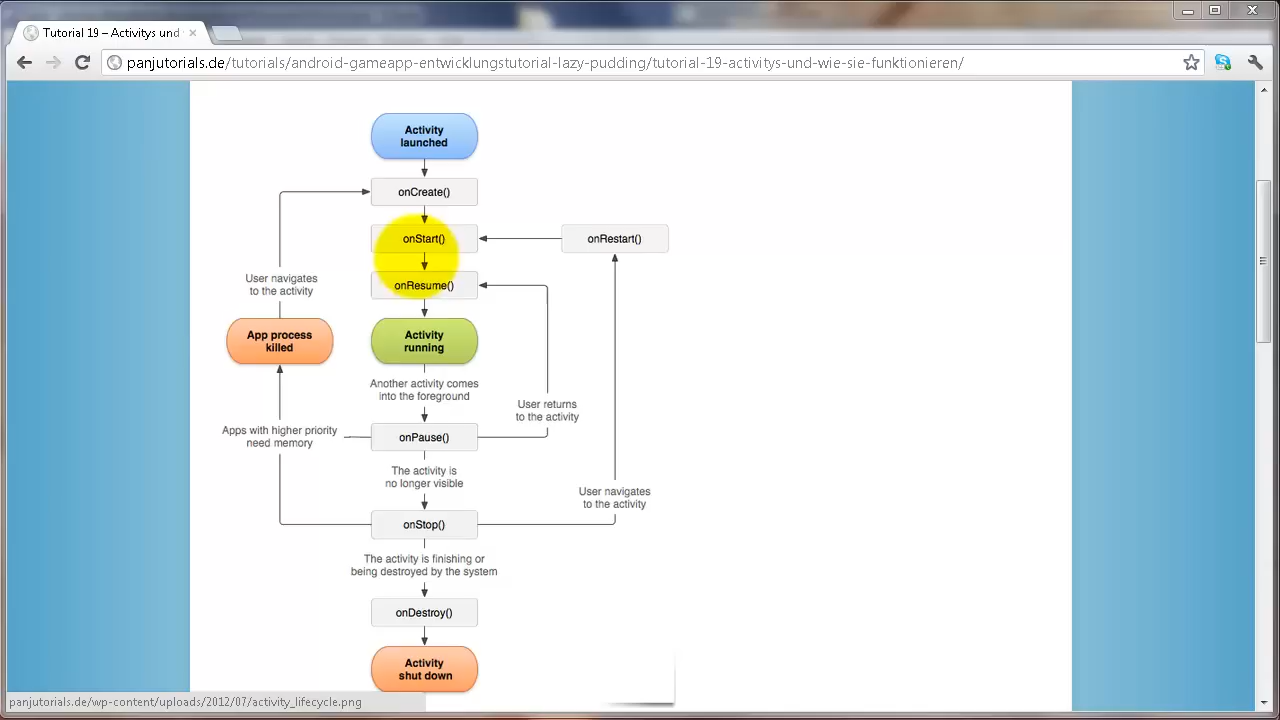 Tutorial 19 – Activitys und
panjutorials.de/tutorials/android-gameapp-entwicklungstutorial-lazy-pudding/tutorial-19-activitys-und-wie-sie-funktionieren/
Activity
launched
onCreate()
onStart()
onRestart()
User navigates
to the activity
onResume()
App process
killed
Activity
running
Another activity comes
into the foreground
User returns
to the activity
Apps with higher priority
need memory
onPause()
The activity is
no longer visible
User navigates
to the activity
onStop()
The activity is finishing or
being destroyed by the system
onDestroy()
Activity
shut down
panjutorials.de/wp-content/uploads/2012/07/activity_lifecycle.png